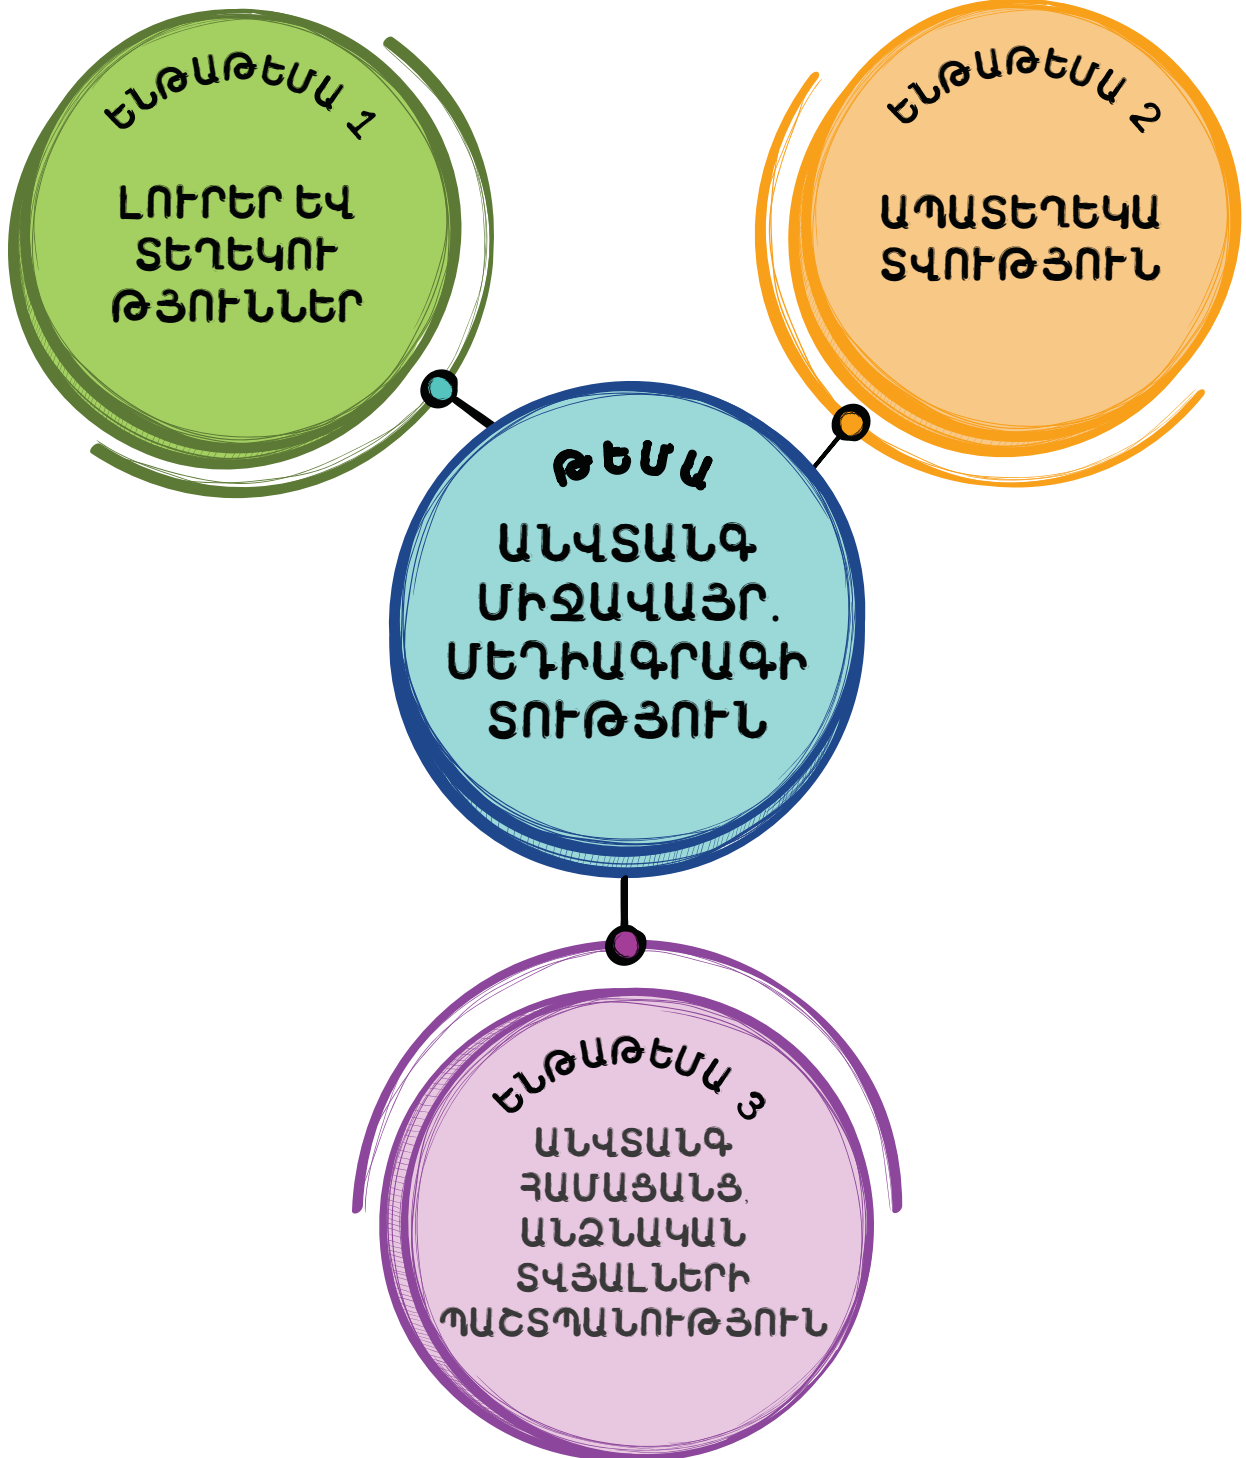 ԵՆԹԱԹԵՄԱ 1
ԼՈՒՐԵՐ ԵՎ
ՏԵՂԵԿՈՒ
ԹՅՈՒՆՆԵՐ
ԵՆԹԱԹԵՄԱ 2
ԱՊԱՏԵՂԵԿԱ
ՏՎՈՒԹՅՈՒՆ
ԹԵՄԱ
ԱՆՎՏԱՆԳ
ՄԻՋԱՎԱՅՐ.
ՄԵԴԻԱԳՐԱԳԻ
ՏՈՒԹՅՈՒՆ
ԵՆԹԱԹԵՄԱ 3
ԱՆՎՏԱՆԳ
ՀԱՄԱՑԱՆՑ,
ԱՆՁՆԱԿԱՆ
ՏՎՅԱԼՆԵՐԻ
ՊԱՇՏՊԱՆՈՒԹՅՈՒՆ